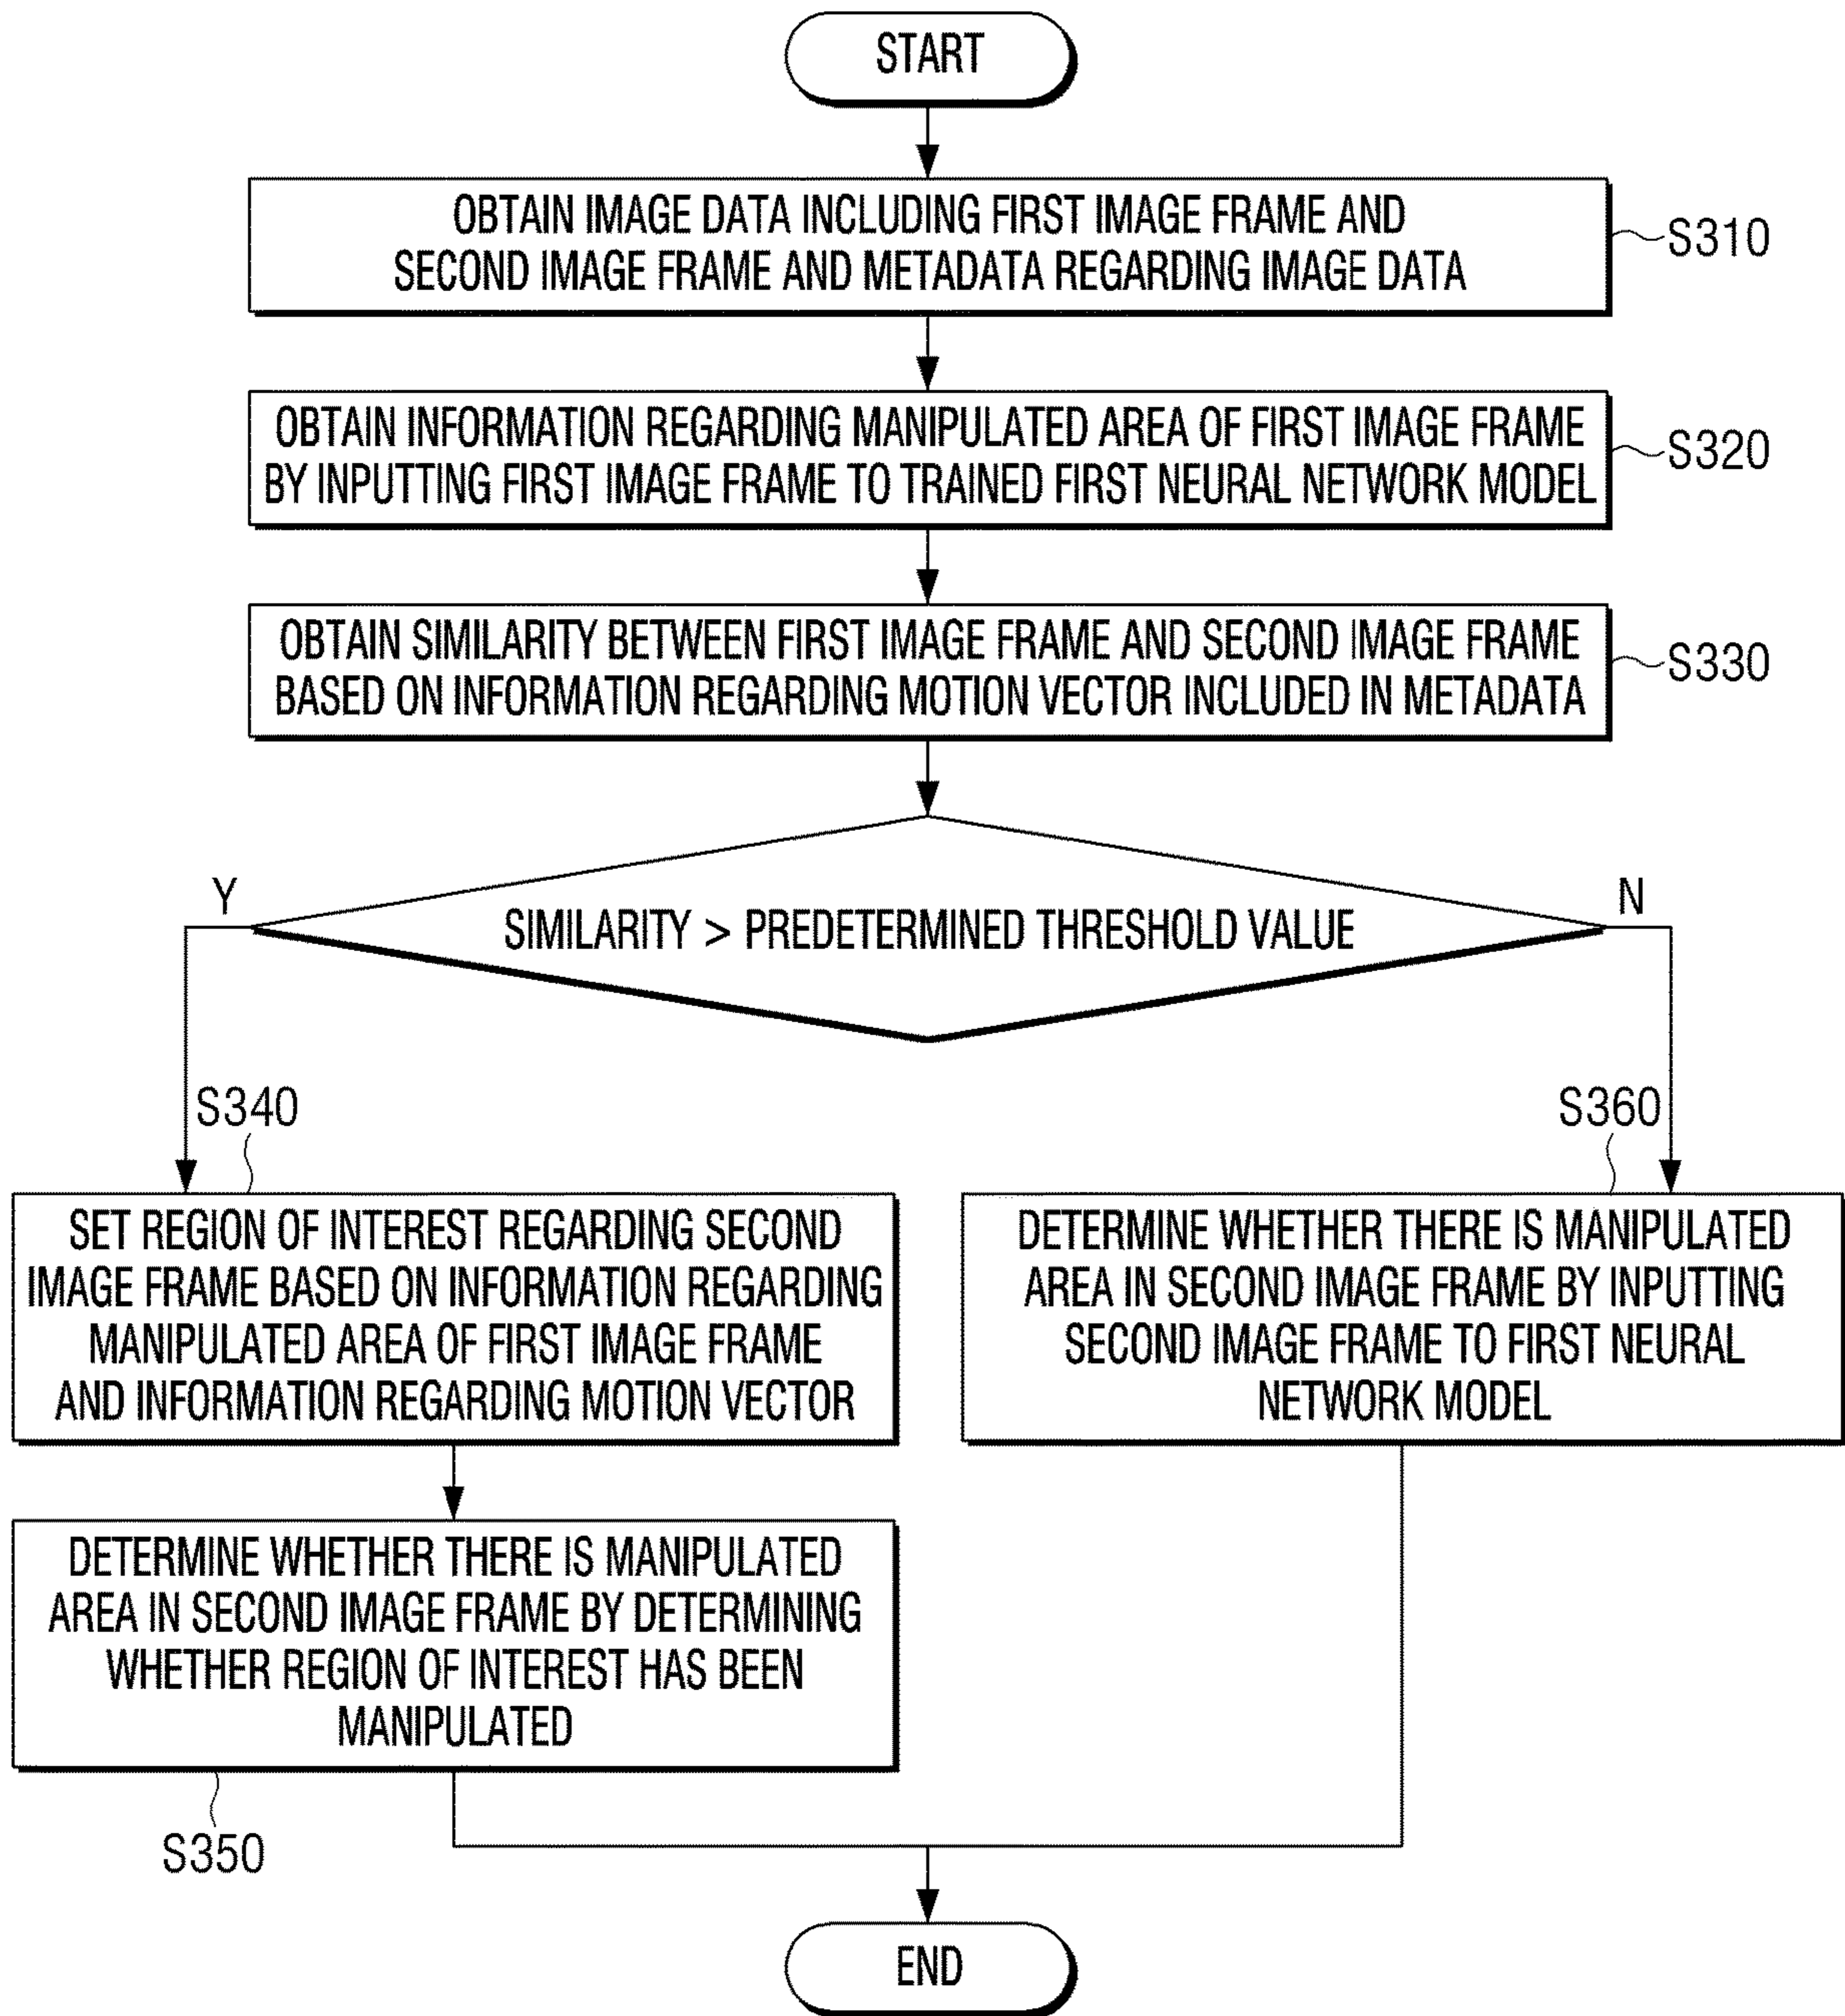 START
OBTAIN IMAGE DATA INCLUDING FIRST IMAGE FRAME AND
SECOND IMAGE FRAME AND METADATA REGARDING IMAGE DATA
S310
OBTAIN INFORMATION REGARDING MANIPULATED AREA OF FIRST IMAGE FRAME
BY INPUTTING FIRST IMAGE FRAME TO TRAINED FIRST NEURAL NETWORK MODEL
S320
OBTAIN SIMILARITY BETWEEN FIRST IMAGE FRAME AND SECOND IMAGE FRAME
BASED ON INFORMATION REGARDING MOTION VECTOR INCLUDED IN METADATA
S330
SIMILARITY > PREDETERMINED THRESHOLD VALUE
Y
N
S340
SET REGION OF INTEREST REGARDING SECOND
IMAGE FRAME BASED ON INFORMATION REGARDING
MANIPULATED AREA OF FIRST IMAGE FRAME
AND INFORMATION REGARDING MOTION VECTOR
S360
DETERMINE WHETHER THERE IS MANIPULATED
AREA IN SECOND IMAGE FRAME BY INPUTTING
SECOND IMAGE FRAME TO FIRST NEURAL
NETWORK MODEL
DETERMINE WHETHER THERE IS MANIPULATED
AREA IN SECOND IMAGE FRAME BY DETERMINING
WHETHER REGION OF INTEREST HAS BEEN
MANIPULATED
S350
END